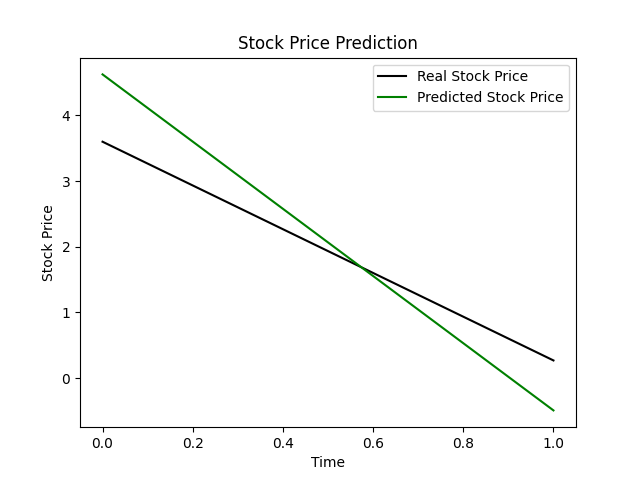 Stock Price Prediction
Real Stock Price
Predicted Stock Price
Stock Price
4
3
2
1
0
0.0 0.2 0.4 0.6 0.8 1.0
Time